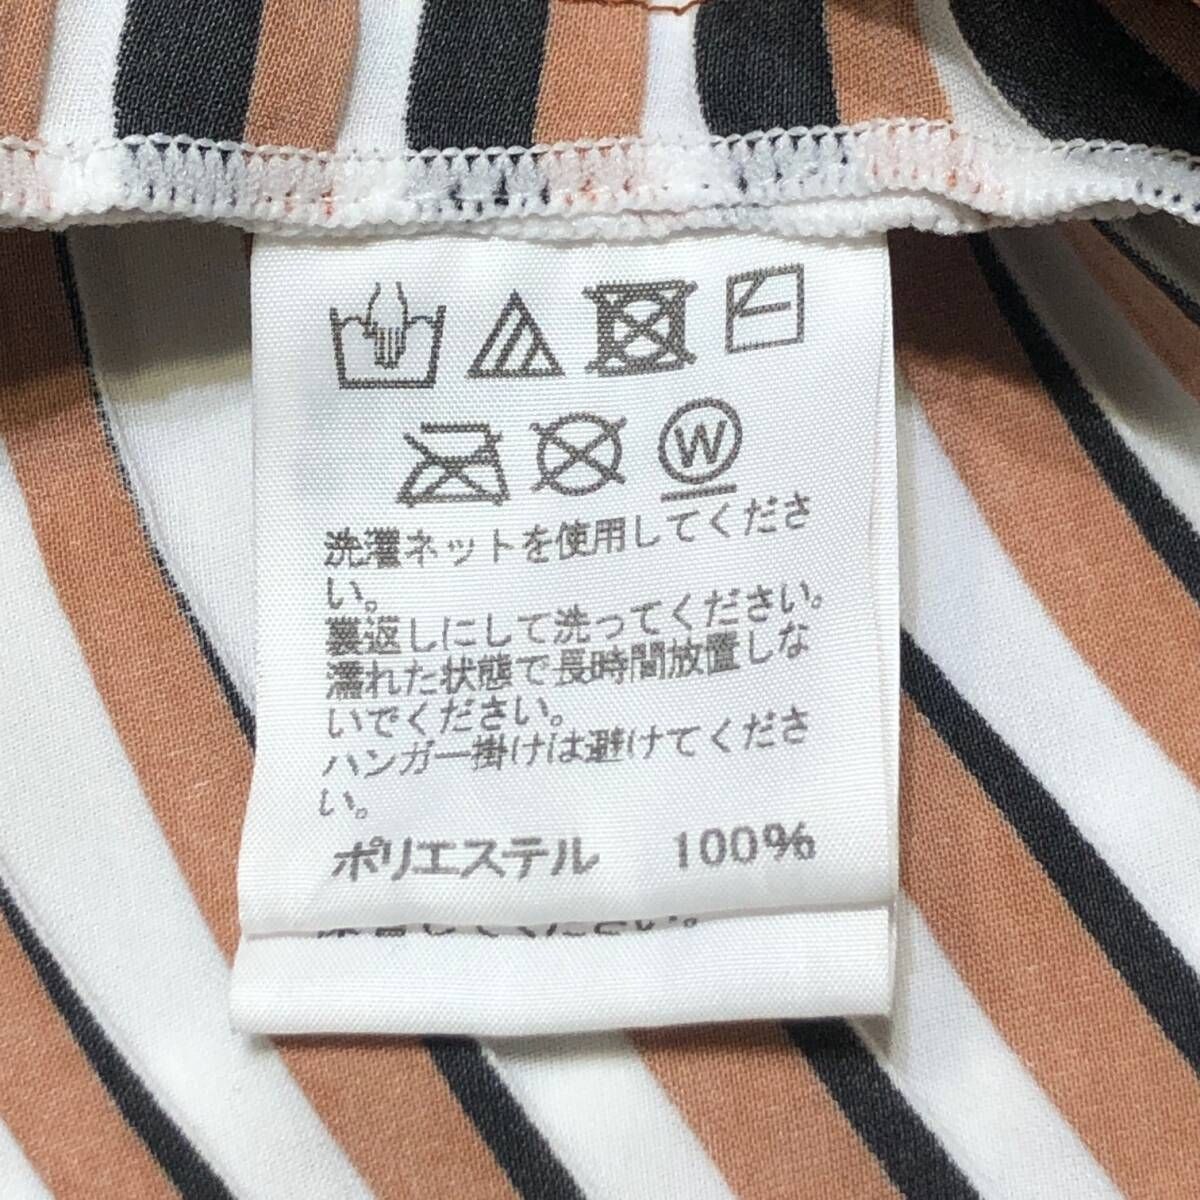 W
洗濯ネットを使用してくださ
い。
裏返しにして洗ってください。
濡れた状態で長時間放置しな
いでください。
ハンガー掛けは避けてくださ
い。
ポリエステル 100%